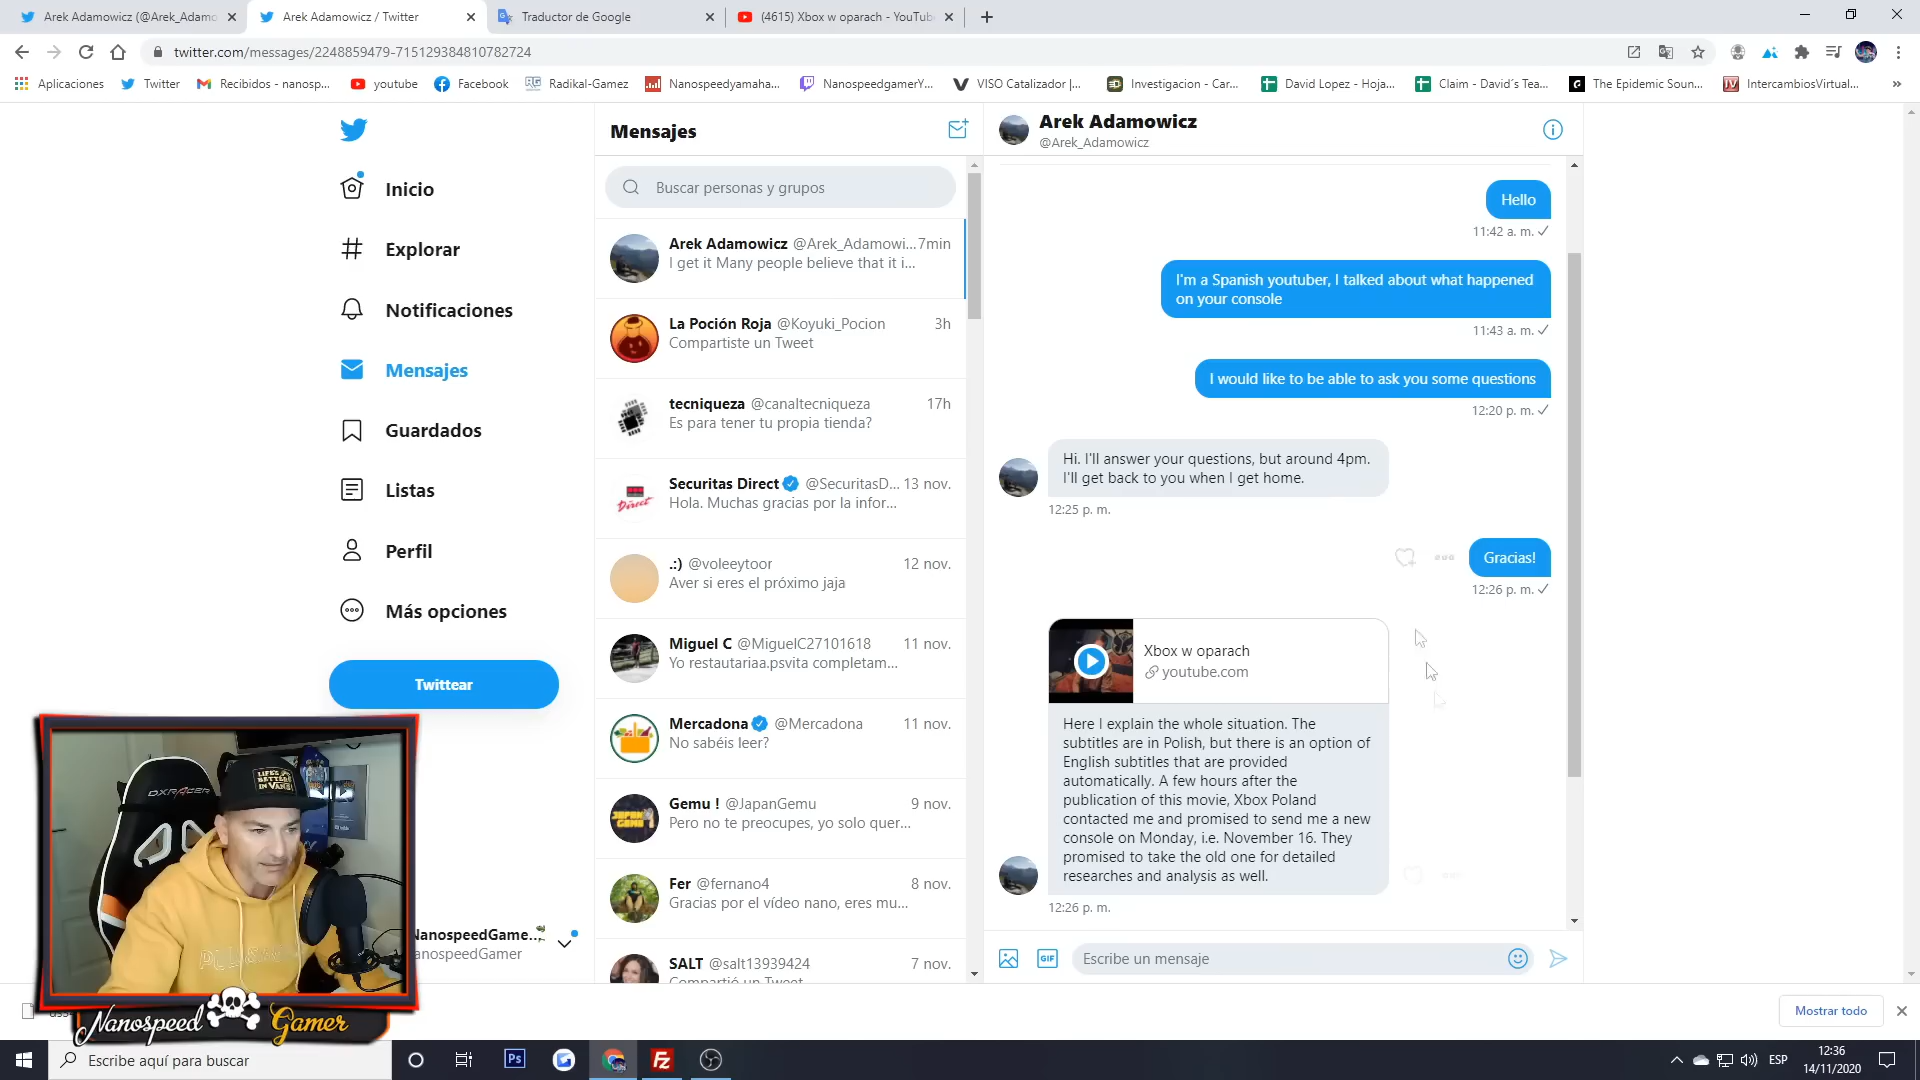 Arek Adamowicz (@Arek_Adamo
Arek Adamowicz / Twitter
Traductor de Google
(4615) Xbox w oparach - YouTub
twitter.com/messages/2248859479-715129384810782724
Aplicaciones
Twitter
Recibidos - nanosp...
youtube
Facebook
Radikal-Gamez
Nanospeedyamaha...
NanospeedgamerY...
VISO Catalizador |...
Investigacion - Car...
David Lopez - Hoja...
Claim - David´s Tea...
The Epidemic Soun...
IntercambiosVirtual...
Inicio
Explorar
Notificaciones
Mensajes
Guardados
Listas
Perfil
Más opciones
Twittear
NanospeedGame...
anospeedGamer
Mensajes
Buscar personas y grupos
Arek Adamowicz @Arek_Adamowi... 7min
I get it Many people believe that it i...
La Poción Roja @Koyuki_Pocion 3h
Compartiste un Tweet
tecniqueza @canaltecniqueza 17h
Es para tener tu propia tienda?
Securitas Direct @SecuritasD... 13 nov.
Hola. Muchas gracias por la infor...
.:) @voleeytoor 12 nov.
Aver si eres el próximo jaja
Miguel C @MiguelC27101618 11 nov.
Yo restautariaa.psvita completam...
Mercadona @Mercadona 11 nov.
No sabéis leer?
Gemu ! @JapanGemu 9 nov.
Pero no te preocupes, yo solo quer...
Fer @fernano4 8 nov.
Gracias por el vídeo nano, eres mu...
SALT @salt13939424 7 nov.
Compartió un Tweet
Arek Adamowicz
@Arek_Adamowicz
Hello
11:42 a. m.
I'm a Spanish youtuber, I talked about what happened
on your console
11:43 a. m.
I would like to be able to ask you some questions
12:20 p. m.
Hi. I'll answer your questions, but around 4pm.
I'll get back to you when I get home.
12:25 p. m.
Gracias!
12:26 p. m.
Xbox w oparach
youtube.com
Here I explain the whole situation. The
subtitles are in Polish, but there is an option of
English subtitles that are provided
automatically. A few hours after the
publication of this movie, Xbox Poland
contacted me and promised to send me a new
console on Monday, i.e. November 16. They
promised to take the old one for detailed
researches and analysis as well.
12:26 p. m.
GIF
Escribe un mensaje
DXRACER
LIFE'S
BETTER
IN VANS
Nanospeed Gamer
Mostrar todo
Escribe aquí para buscar
Ps
Fz
ESP
12:36
14/11/2020